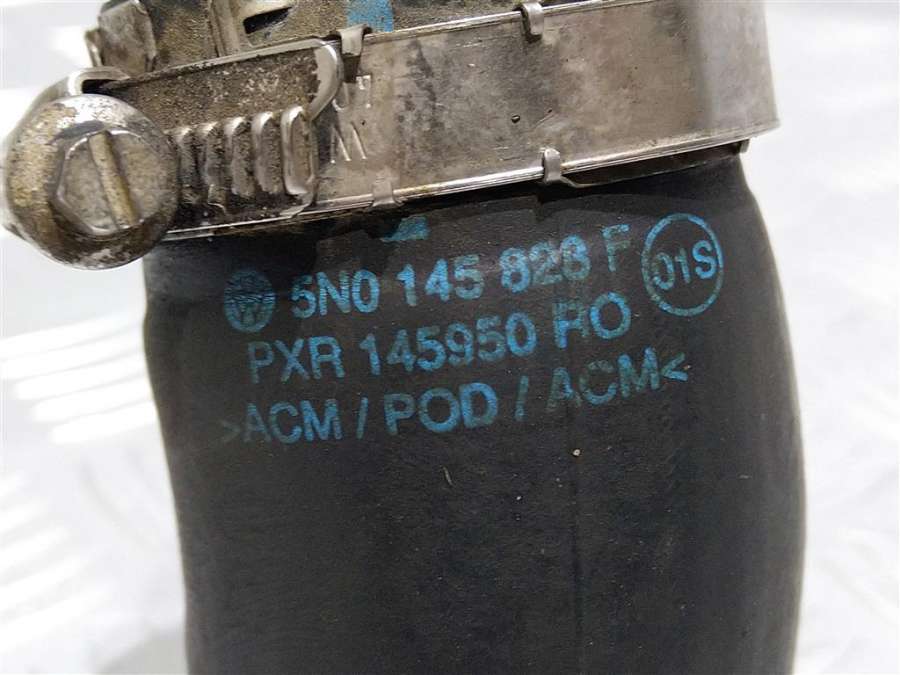 5N0 145 828 F 01S
PXR 145950 RO
>ACM / POD / ACM<